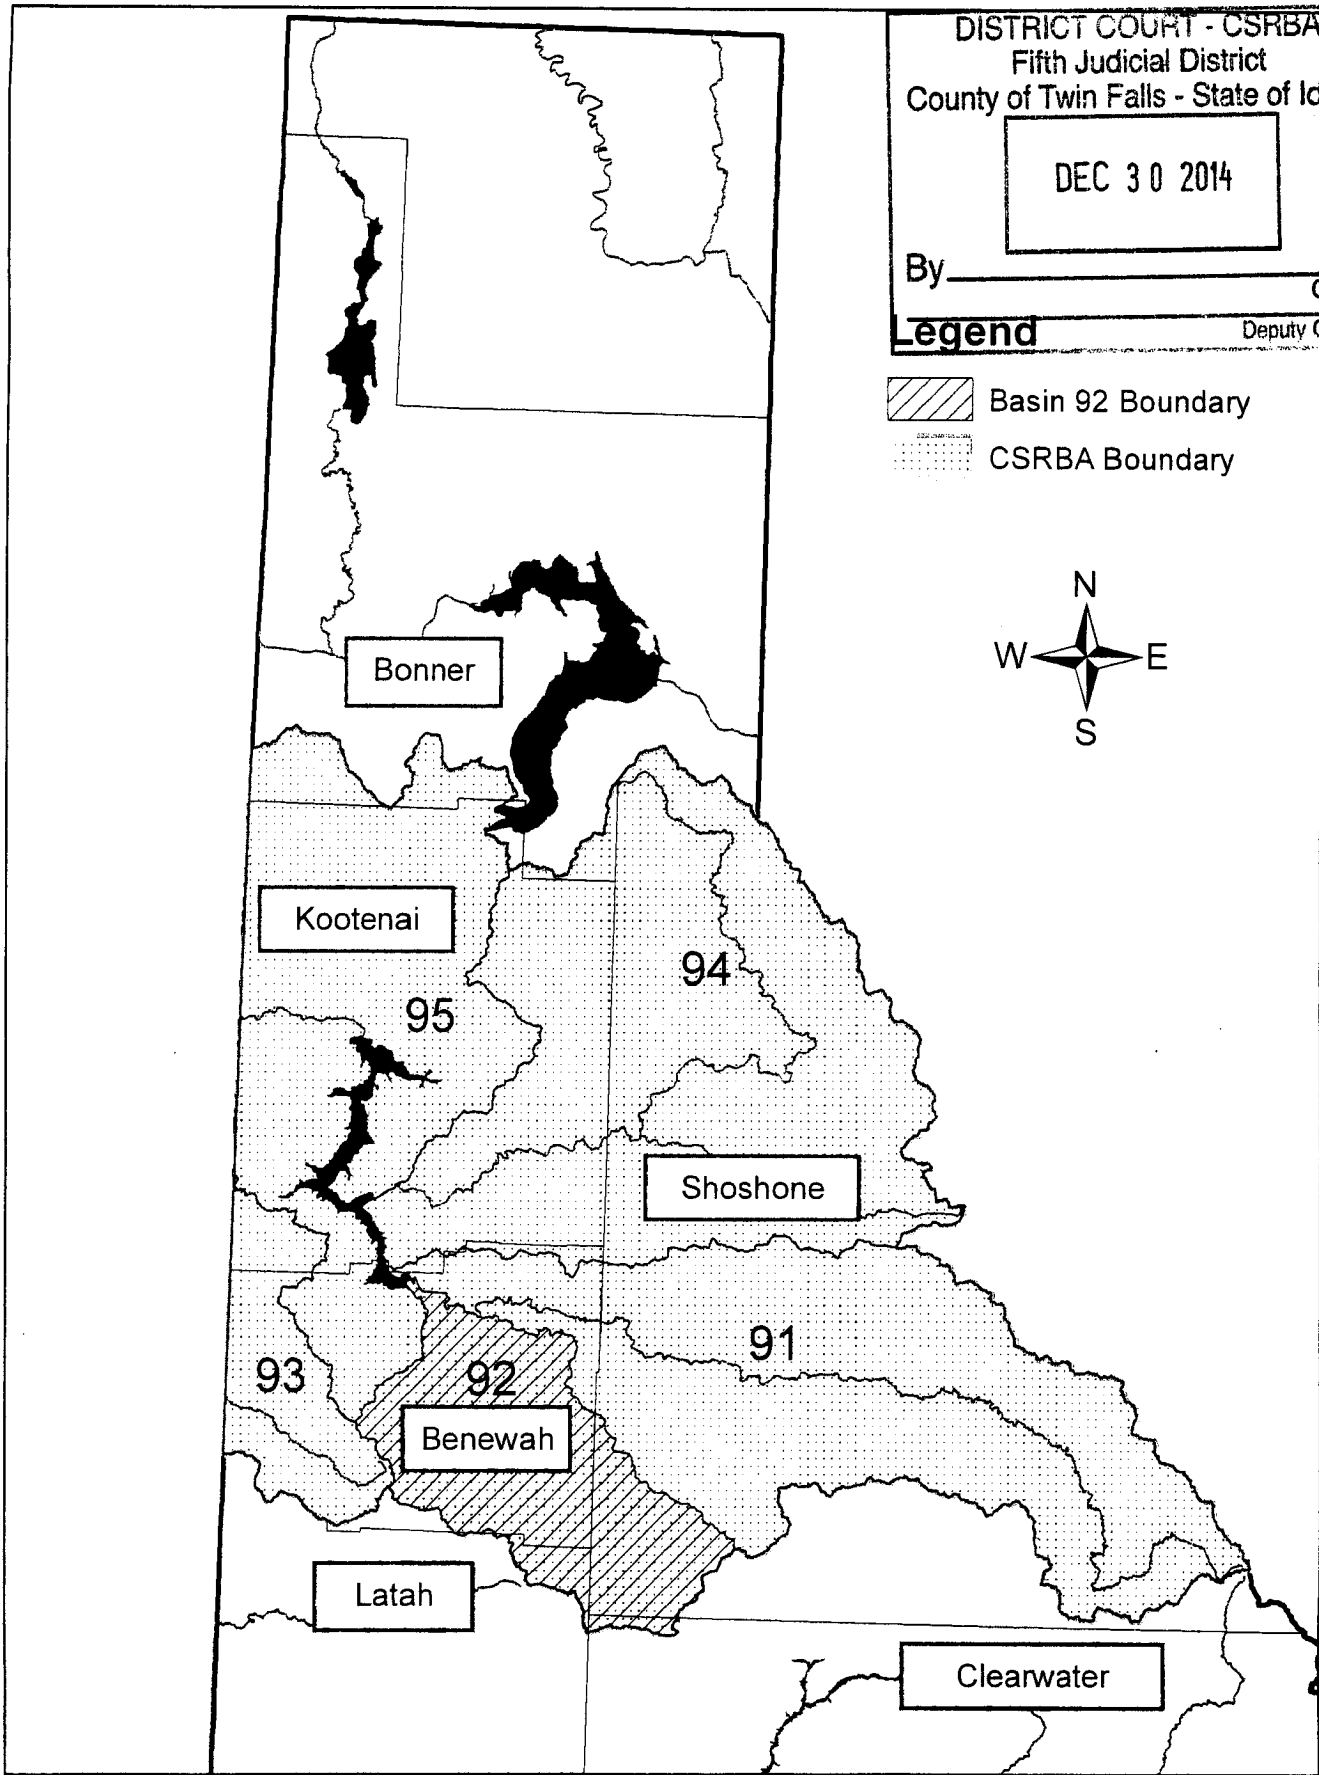 DISTRICT COURT - CSRBA
Fifth Judicial District
County of Twin Falls - State of
DEC 30 2014
By
Deputy
Legend
Basin 92 Boundary
CSRBA Boundary
N
W E
S
Bonner
Kootenai
94
95
Shoshone
91
93
92
Benewah
Latah
Clearwater